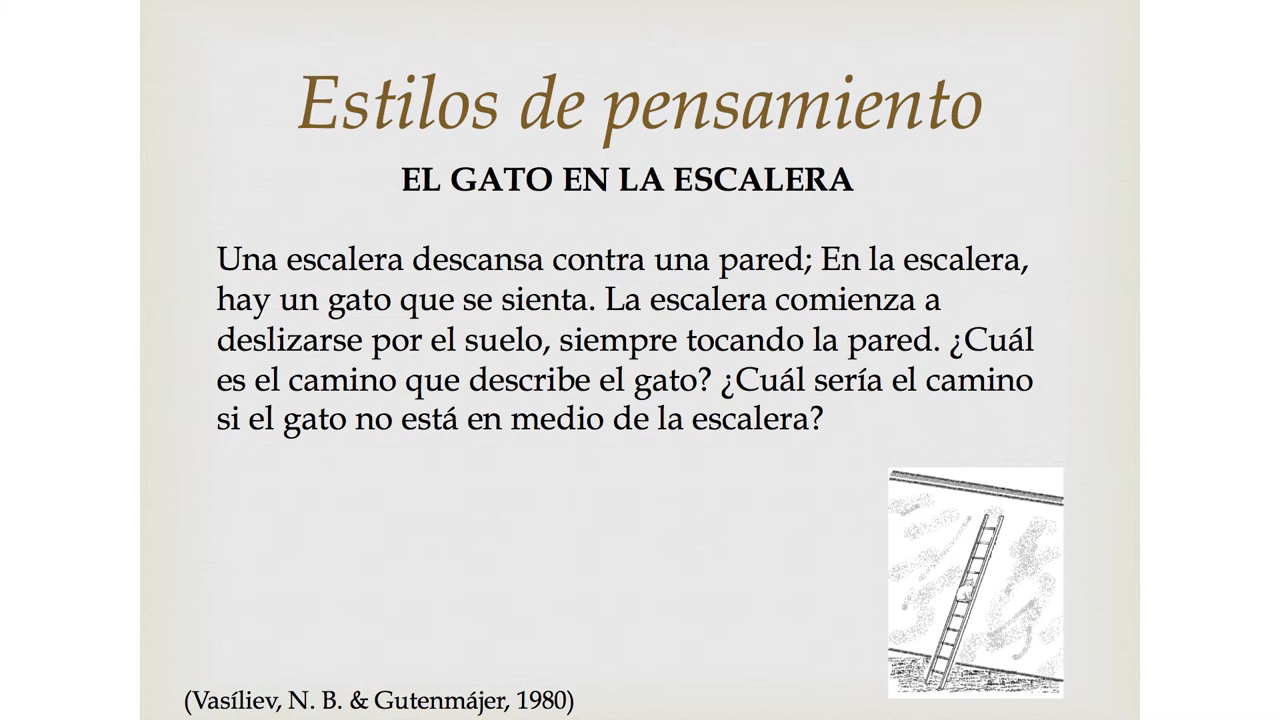 Estilos de pensamiento
EL GATO EN LA ESCALERA
Una escalera descansa contra una pared; En la escalera,
hay un gato que se sienta. La escalera comienza a
deslizarse por el suelo, siempre tocando la pared. ¿Cuál
es el camino que describe el gato? ¿Cuál sería el camino
si el gato no está en medio de la escalera?
(Vasíliev, N. B. & Gutenmájer, 1980)